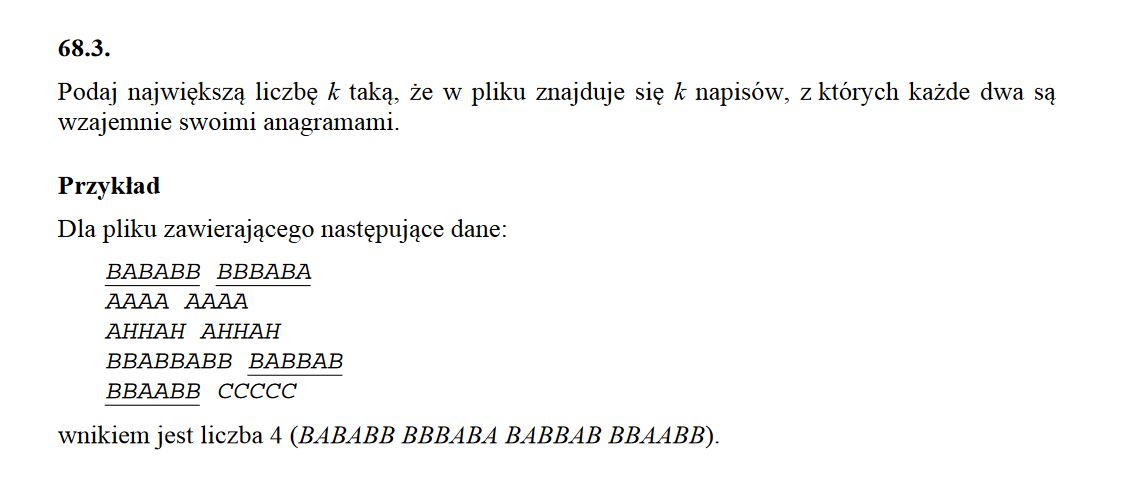 68.3.
Podaj największą liczbę k taką, że w pliku znajduje się k napisów, z których każde dwa są
wzajemnie swoimi anagramami.
Przykład
Dla pliku zawierającego następujące dane:
BABABB BBBABA
AAAA AAAA
AHHAH AHHAH
BBABBABB BABBAB
BBAABB CCCCC
wnikiem jest liczba 4 (BABABB BBBABA BABBAB BBAABB).